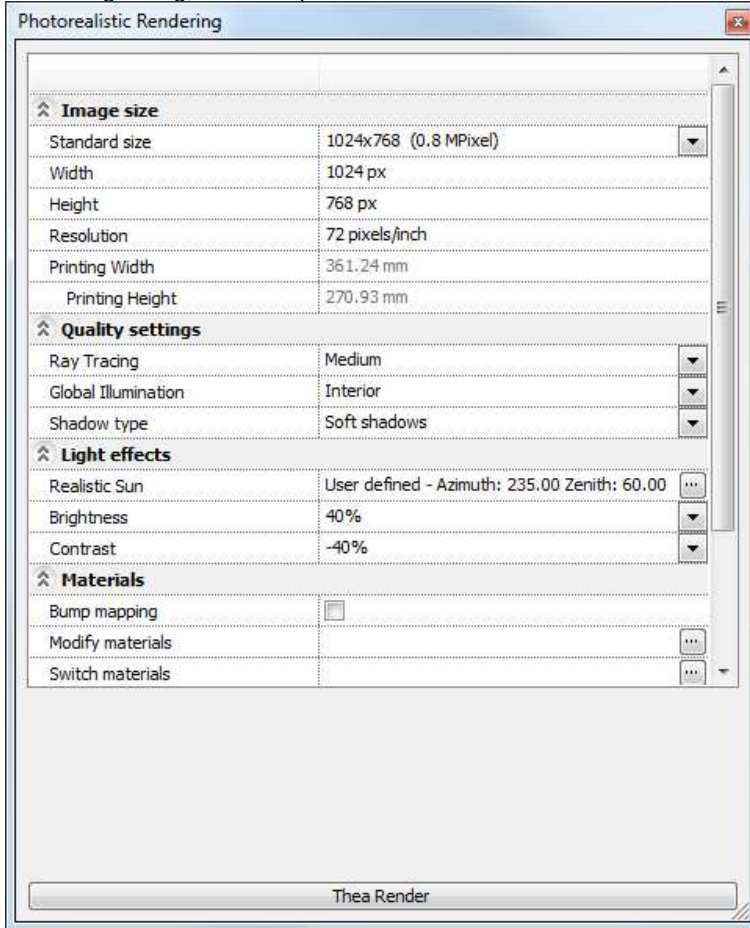 Photorealistic Rendering
Image size
Standard size 1024x768 (0.8 MPixel)
Width 1024 px
Height 768 px
Resolution 72 pixels/inch
Printing Width 361.24 mm
Printing Height 270.93 mm
Quality settings
Ray Tracing Medium
Global Illumination Interior
Shadow type Soft shadows
Light effects
Realistic Sun User defined - Azimuth: 235.00 Zenith: 60.00 ...
Brightness 40%
Contrast -40%
Materials
Bump mapping
Modify materials ...
Switch materials ...
Thea Render